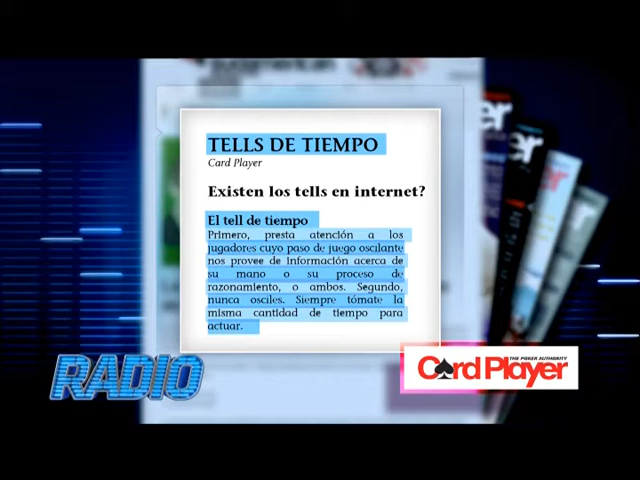 TELLS DE TIEMPO
Card Player
Existen los tells en internet?
El tell de tiempo
Primero, presta atención a los
jugadores cuyo paso de juego oscilante
nos provee de información acerca de
su mano o su proceso de
razonamiento, o ambos. Segundo,
nunca osciles. Siempre tómate la
misma cantidad de tiempo para
actuar.
RADIO
THE POKER AUTHORITY
Card Player